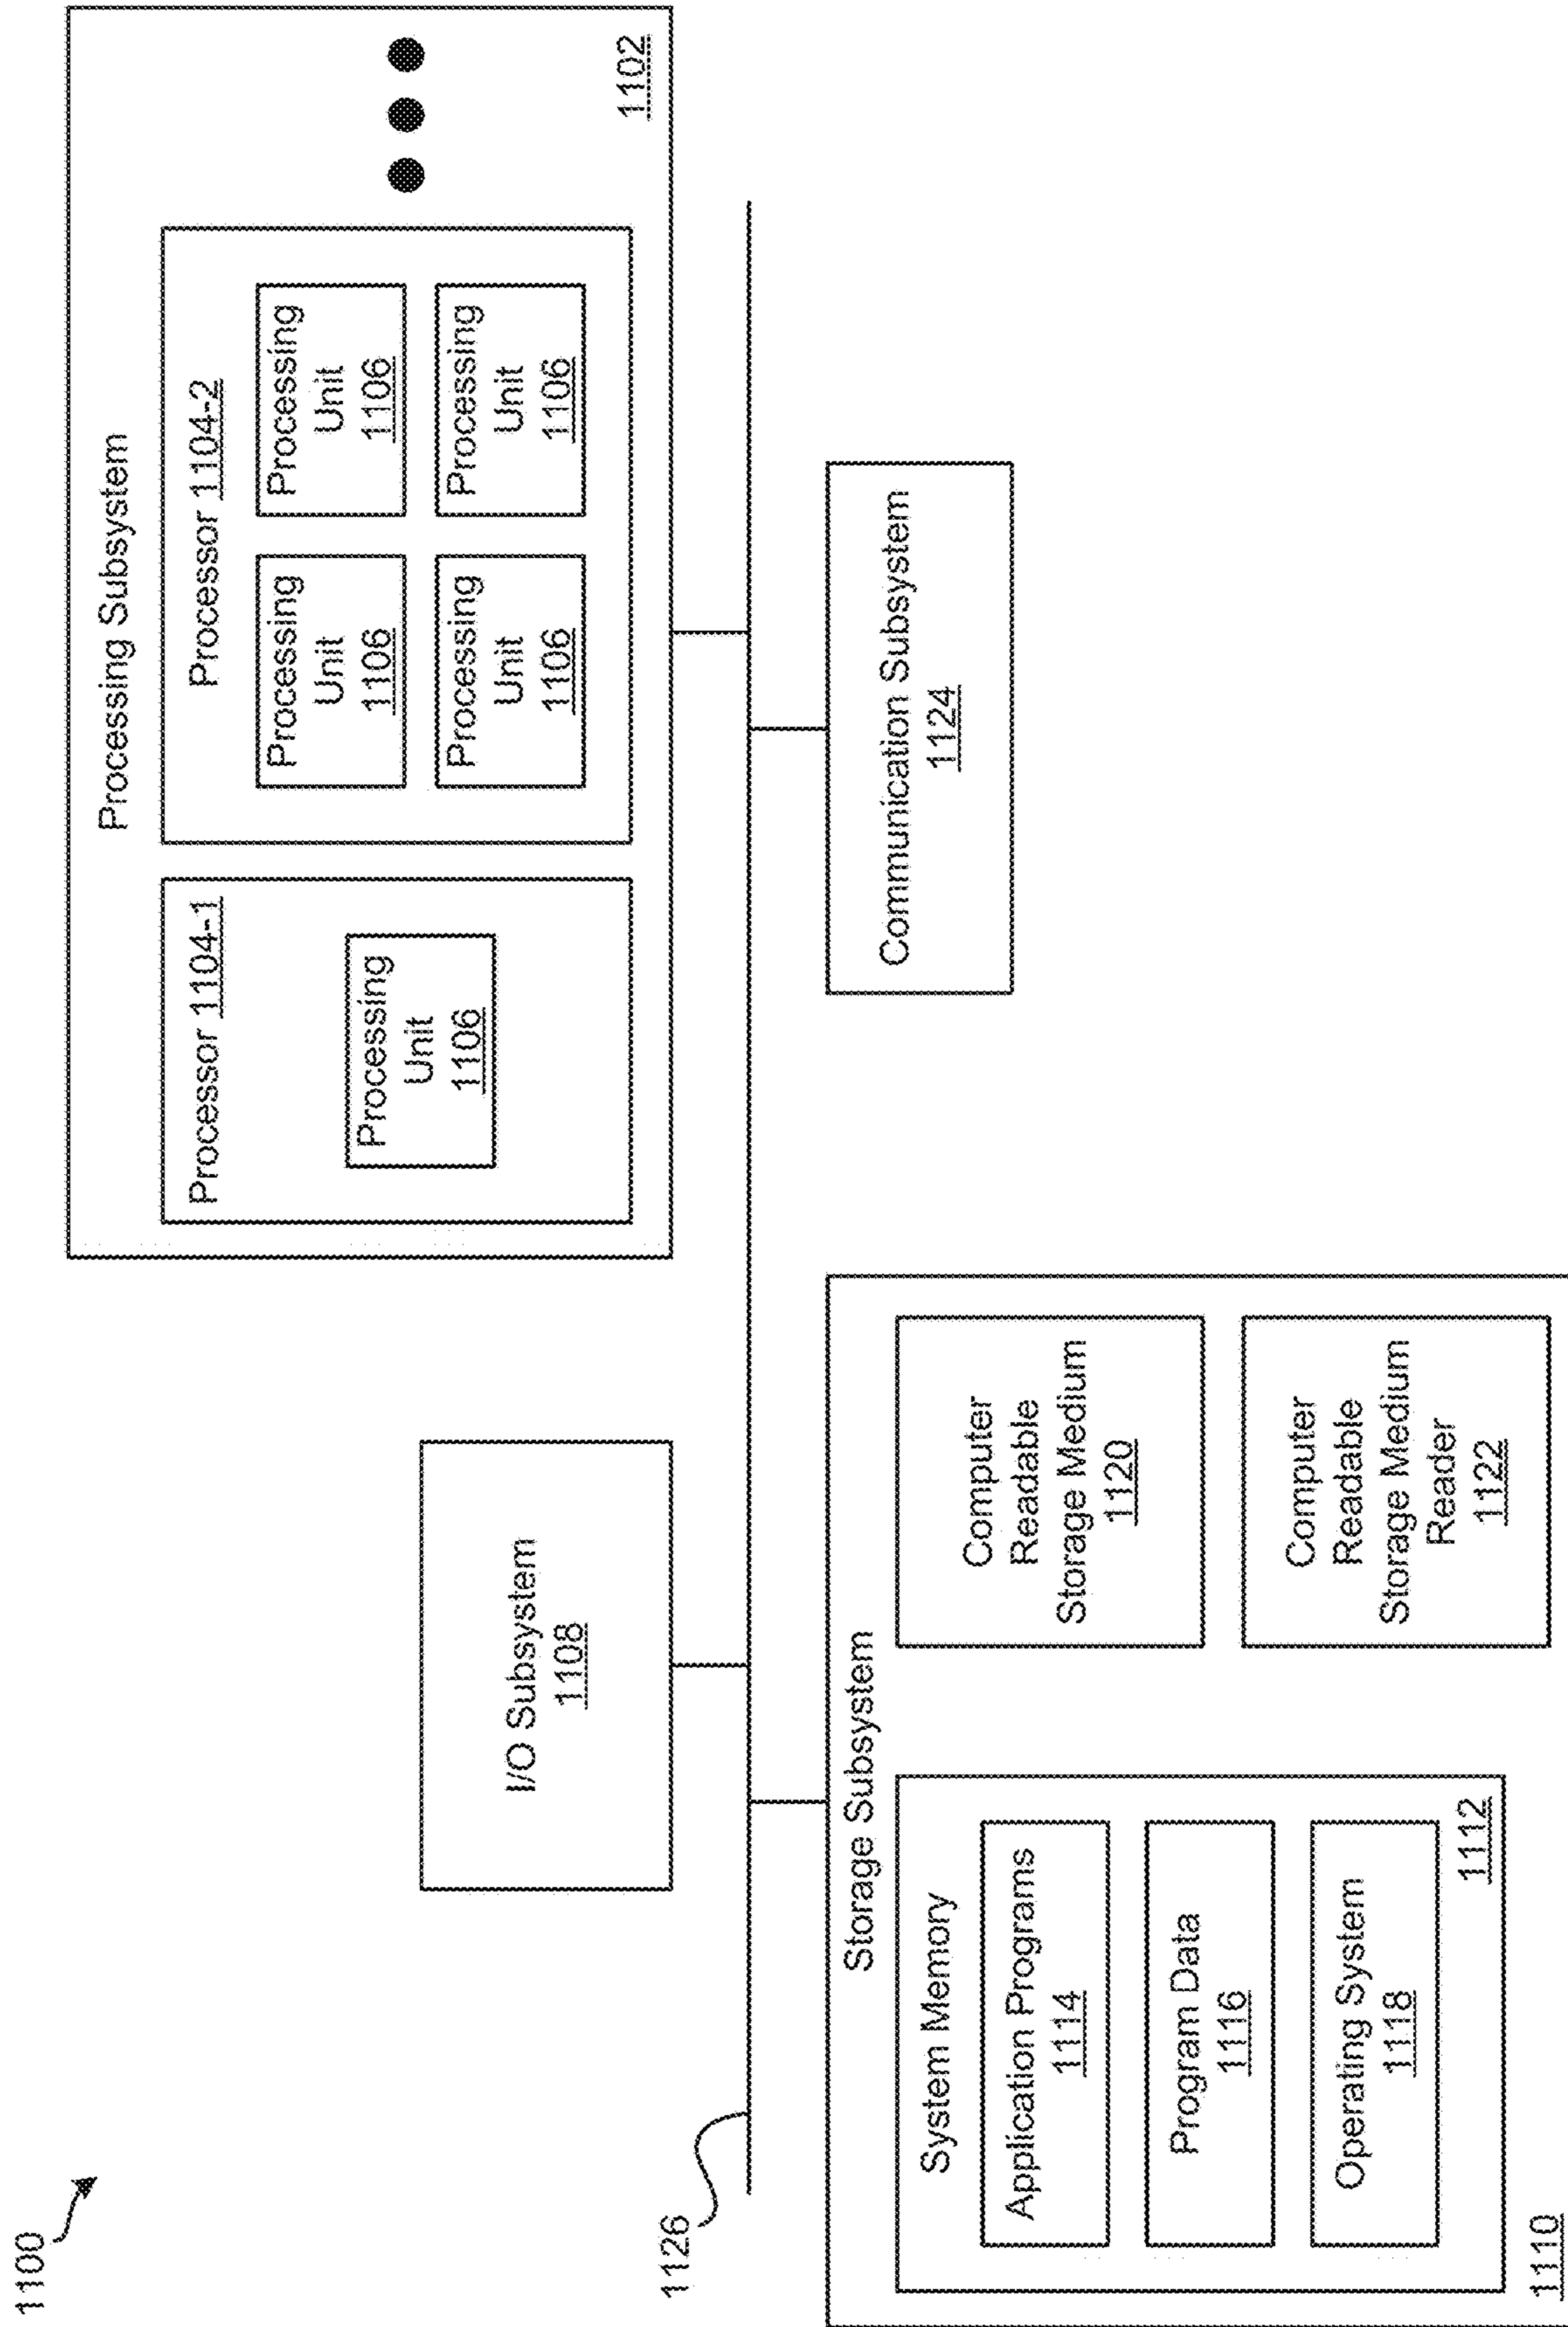 1100
Processing Subsystem
Processor 1104-1
Processing
Unit
1106
Processor 1104-2
Processing
Unit
1106
Processing
Unit
1106
Processing
Unit
1106
Processing
Unit
1106
1102
I/O Subsystem
1108
1126
Storage Subsystem
System Memory
Application Programs
1114
Program Data
1116
Operating System
1118
1112
Computer
Readable
Storage Medium
1120
Computer
Readable
Storage Medium
Reader
1122
1110
Communication Subsystem
1124